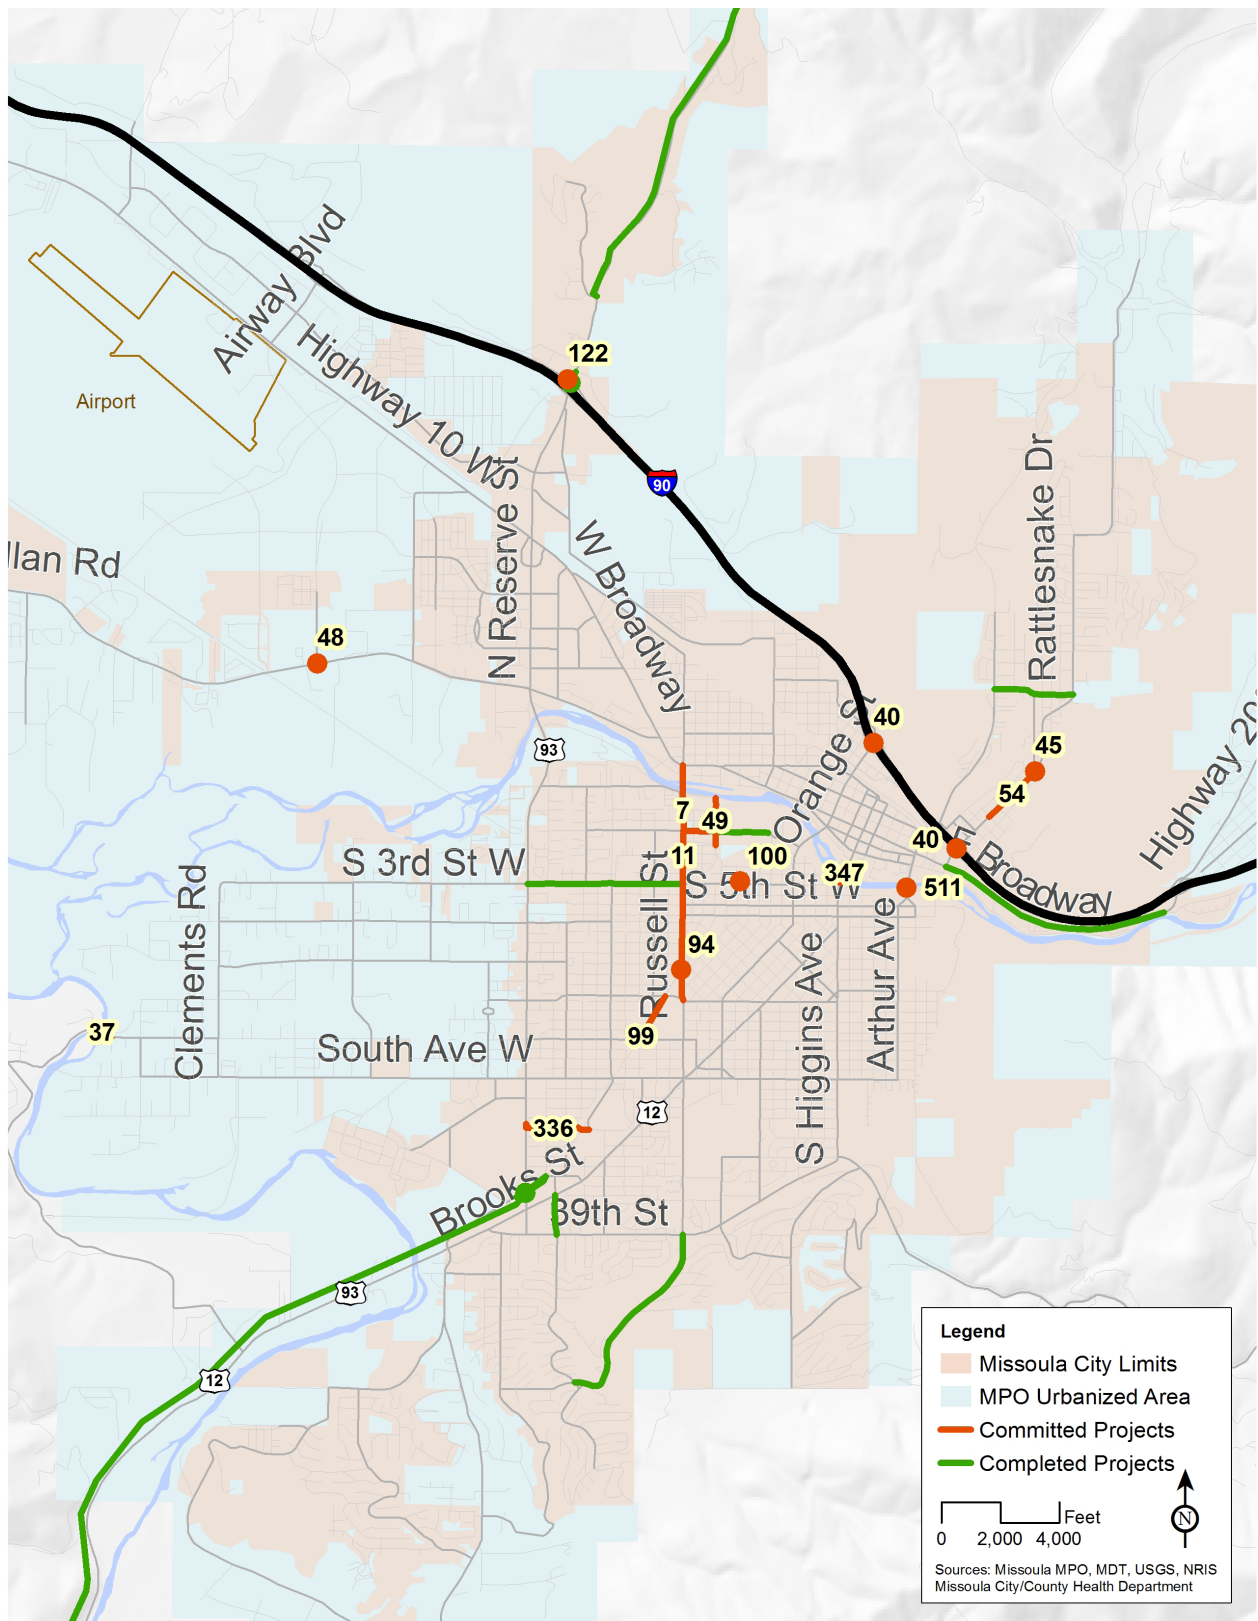 122
Airway Blvd
Airport
Highway 10 W
90
Rattlesnake Dr
N Reserve St
W Broadway
llan Rd
48
93
40
45
54
Orange St
Highway 20
7
49
40
E Broadway
11
100
347
511
S 3rd St W
S 5th St W
Russell St
Clements Rd
94
Arthur Ave
S Higgins Ave
37
99
South Ave W
12
336
Brooks St
39th St
93
12
Legend
Missoula City Limits
MPO Urbanized Area
Committed Projects
Completed Projects
Feet
0 2,000 4,000
N
Sources: Missoula MPO, MDT, USGS, NRIS
Missoula City/County Health Department